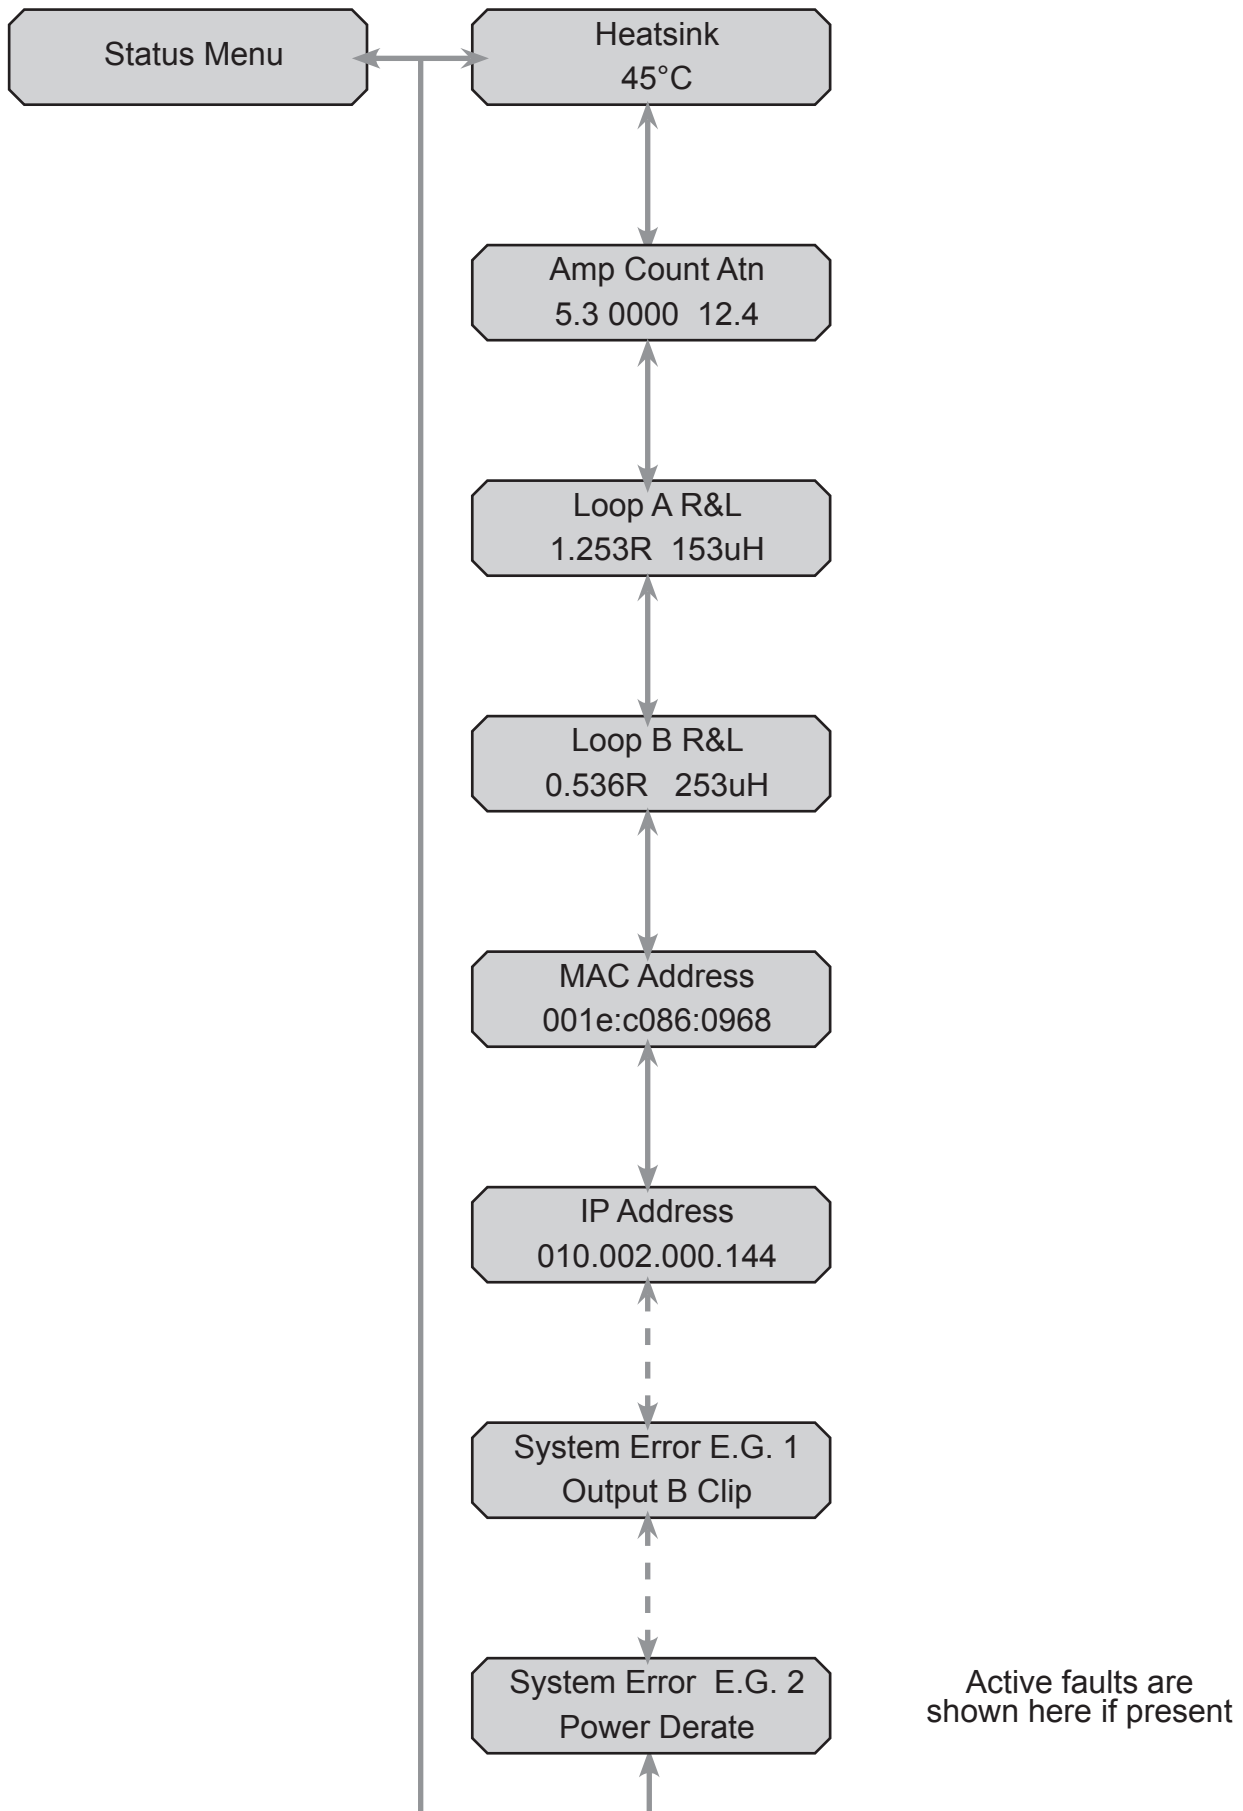 Status Menu
Heatsink
45°C
Amp Count Atn
5.3 0000 12.4
Loop A R&L
1.253R 153uH
Loop B R&L
0.536R 253uH
MAC Address
001e:c086:0968
IP Address
010.002.000.144
System Error E.G. 1
Output B Clip
System Error E.G. 2
Power Derate
Active faults are
shown here if present